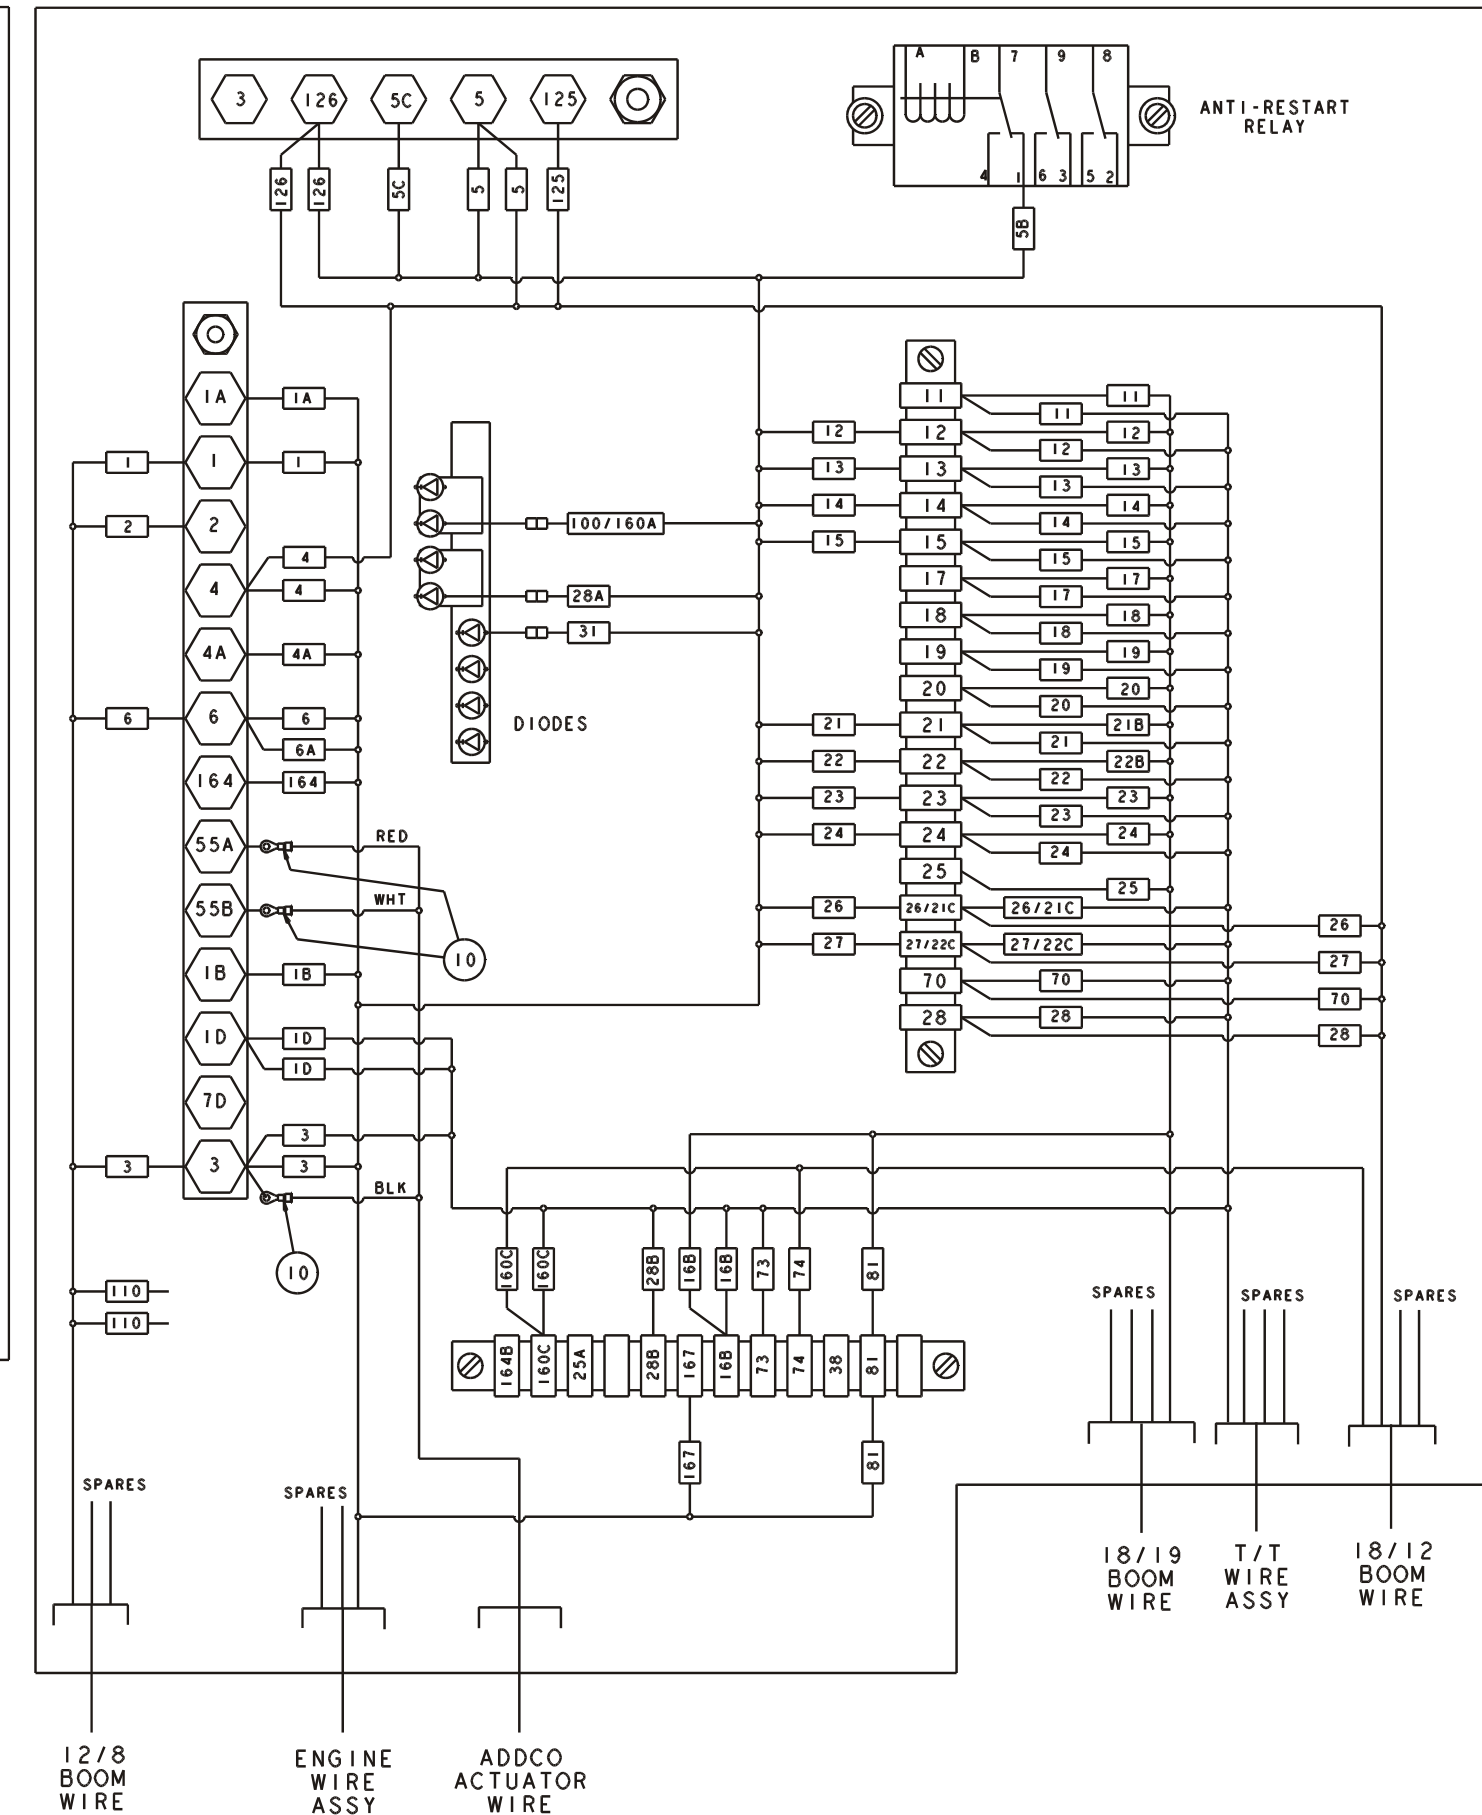 3 126 5C 5 125
126 126 5C 5 5 125
A B 7 9 8
4 1 6 3 5 2
5B
ANTI-RESTART
RELAY
1A 1A
1 1 1
2 2
4
4 4
4A 4A
6 6 6
6A
164 164
55A RED
55B WHT
10
1B 1B
1D 1D
1D
7D
3
3 3 3
BLK
10
110
110
100/160A
28A
31
DIODES
11 11
11
12 12 12
12
13 13 13
13
14 14 14
14
15 15 15
15
17 17
17
18 18
18
19 19
19
20 20
20
21 21 21B
21
22 22 22B
22
23 23 23
23
24 24 24
24
25
25
26 26/21C 26/21C
26
27 27/22C 27/22C
27
70 70
70
28 28
28
160C 160C 28B 16B 16B 73 74 81
164B 160C 25A 28B 167 16B 73 74 38 81
167 81
SPARES
SPARES
SPARES
SPARES
SPARES
18/19
BOOM
WIRE
T/T
WIRE
ASSY
18/12
BOOM
WIRE
12/8
BOOM
WIRE
ENGINE
WIRE
ASSY
ADDCO
ACTUATOR
WIRE